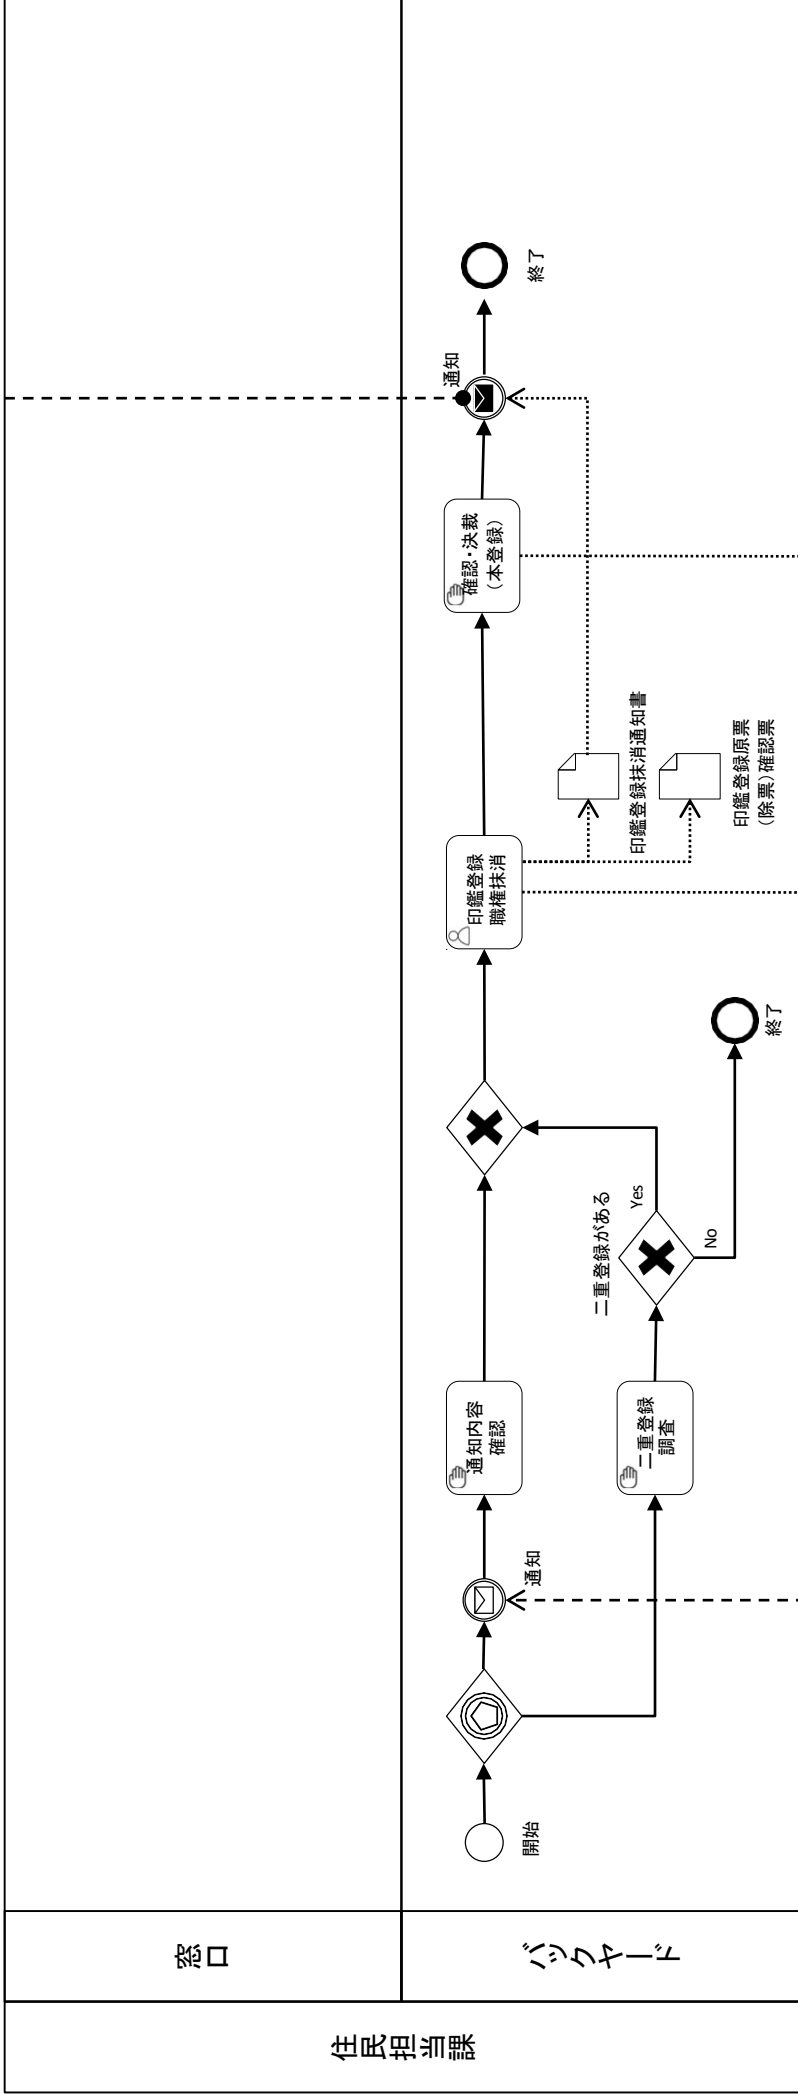 住民担当課
窓口
バックヤード
開始
通知
通知内容
確認
二重登録
調査
二重登録がある
Yes
No
終了
印鑑登録
職権抹消
印鑑登録抹消通知書
印鑑登録原票
（除票）確認票
確認・決裁
（本登録）
通知
終了